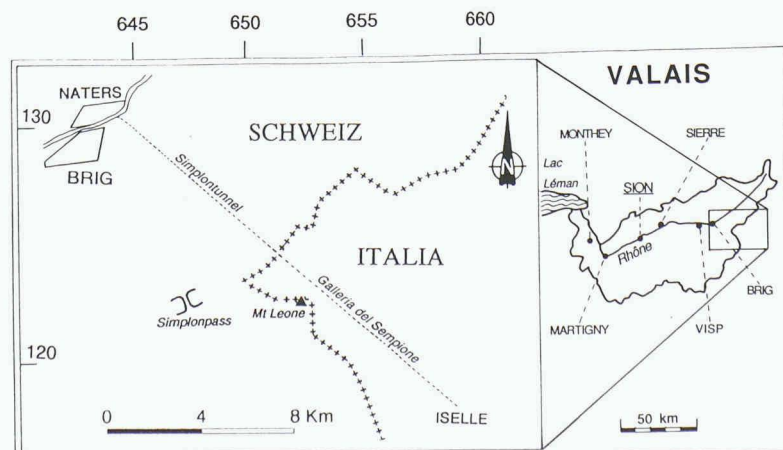 645 650 655 660
NATERS
130
BRIG
SCHWEIZ
Simplontunnel
N
ITALIA
Simplonpass
Mt Leone
Galleria del Sempione
120
0 4 8 Km
ISELLE
VALAIS
MONTHEY
SIERRE
Lac
Léman
SION
Rhône
BRIG
MARTIGNY
VISP
50 km